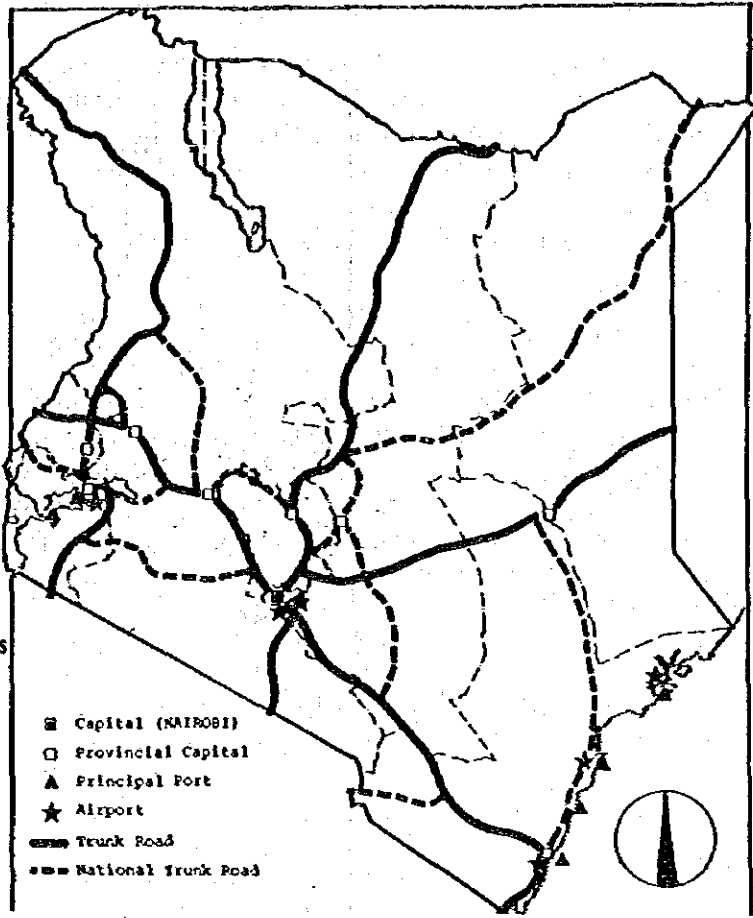 S
Capital (NAIROBI)
Provincial Capital
Principal Port
Airport
Trunk Road
National Trunk Road